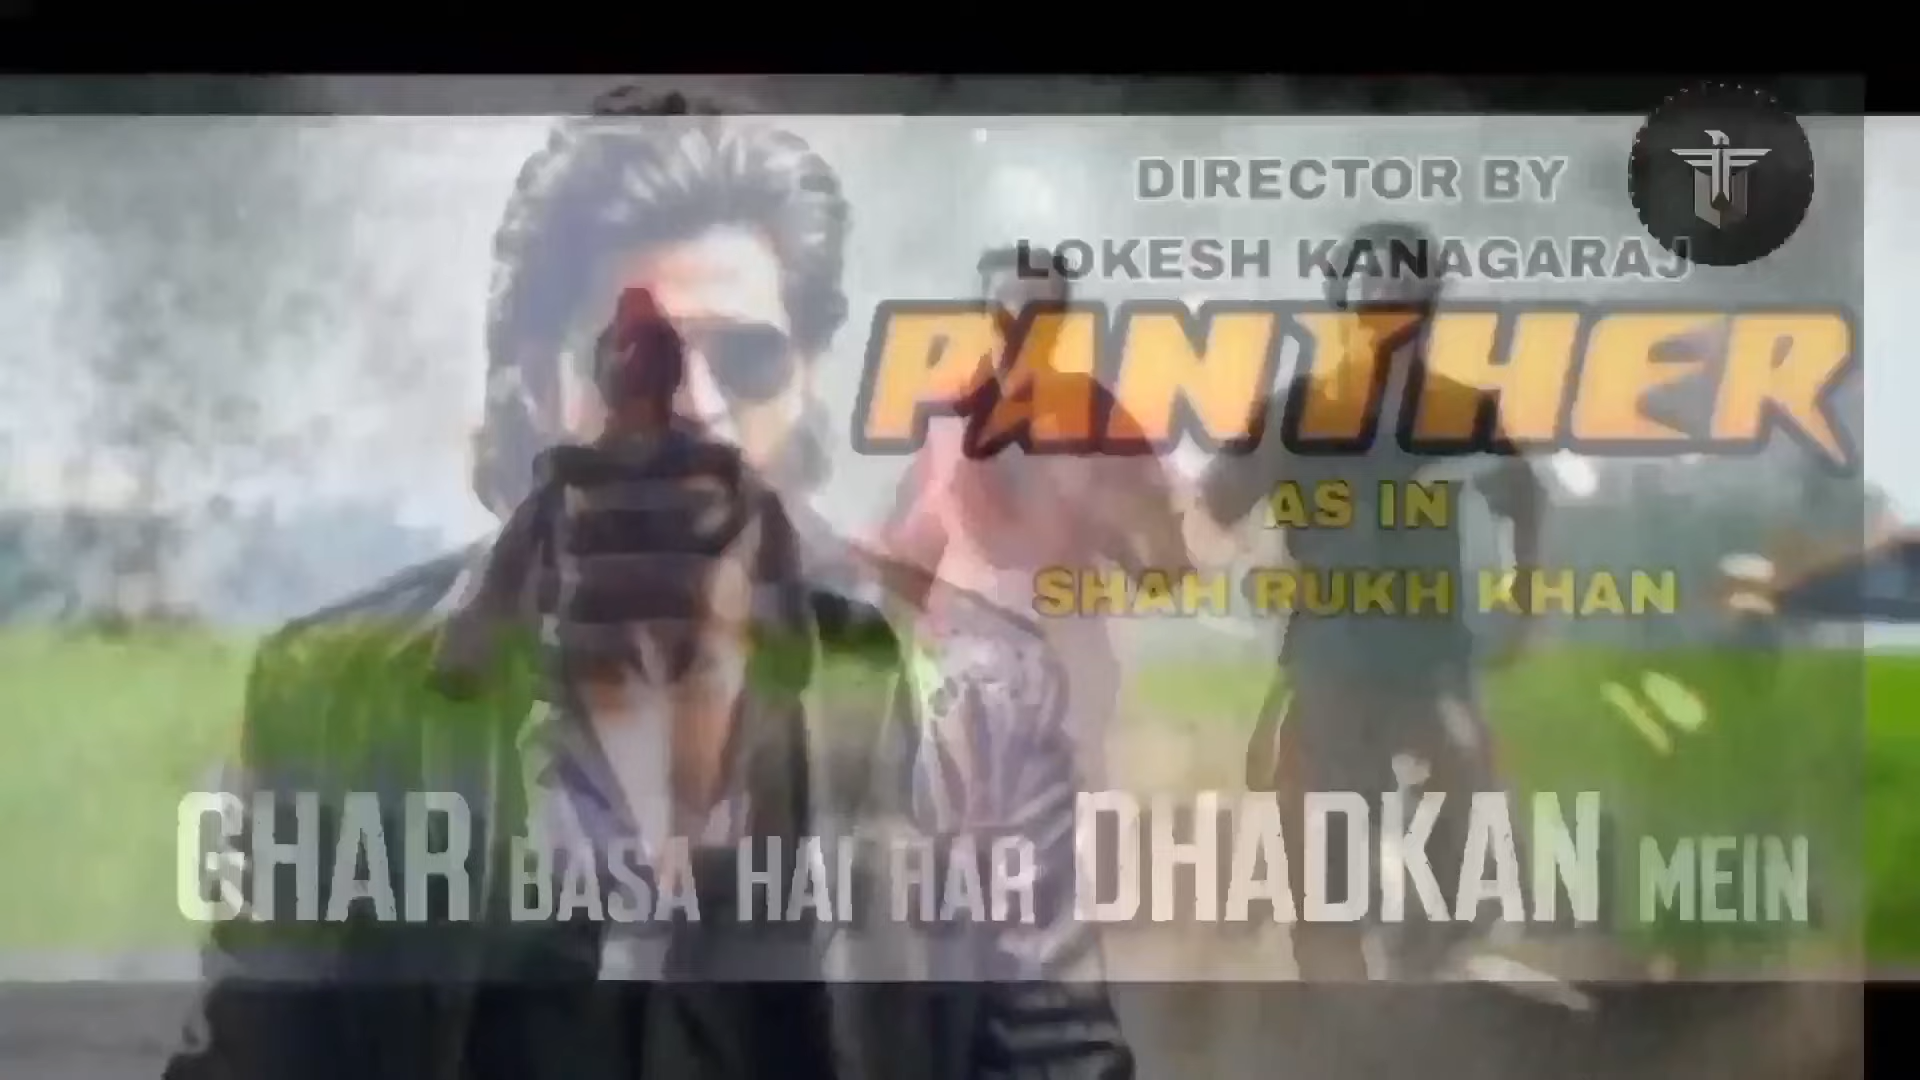 DIRECTOR BY
LOKESH KANAGARAJ
PANTHER
AS IN
SHAH RUKH KHAN
GHAR BASA HAI HAR DHADKAN MEIN